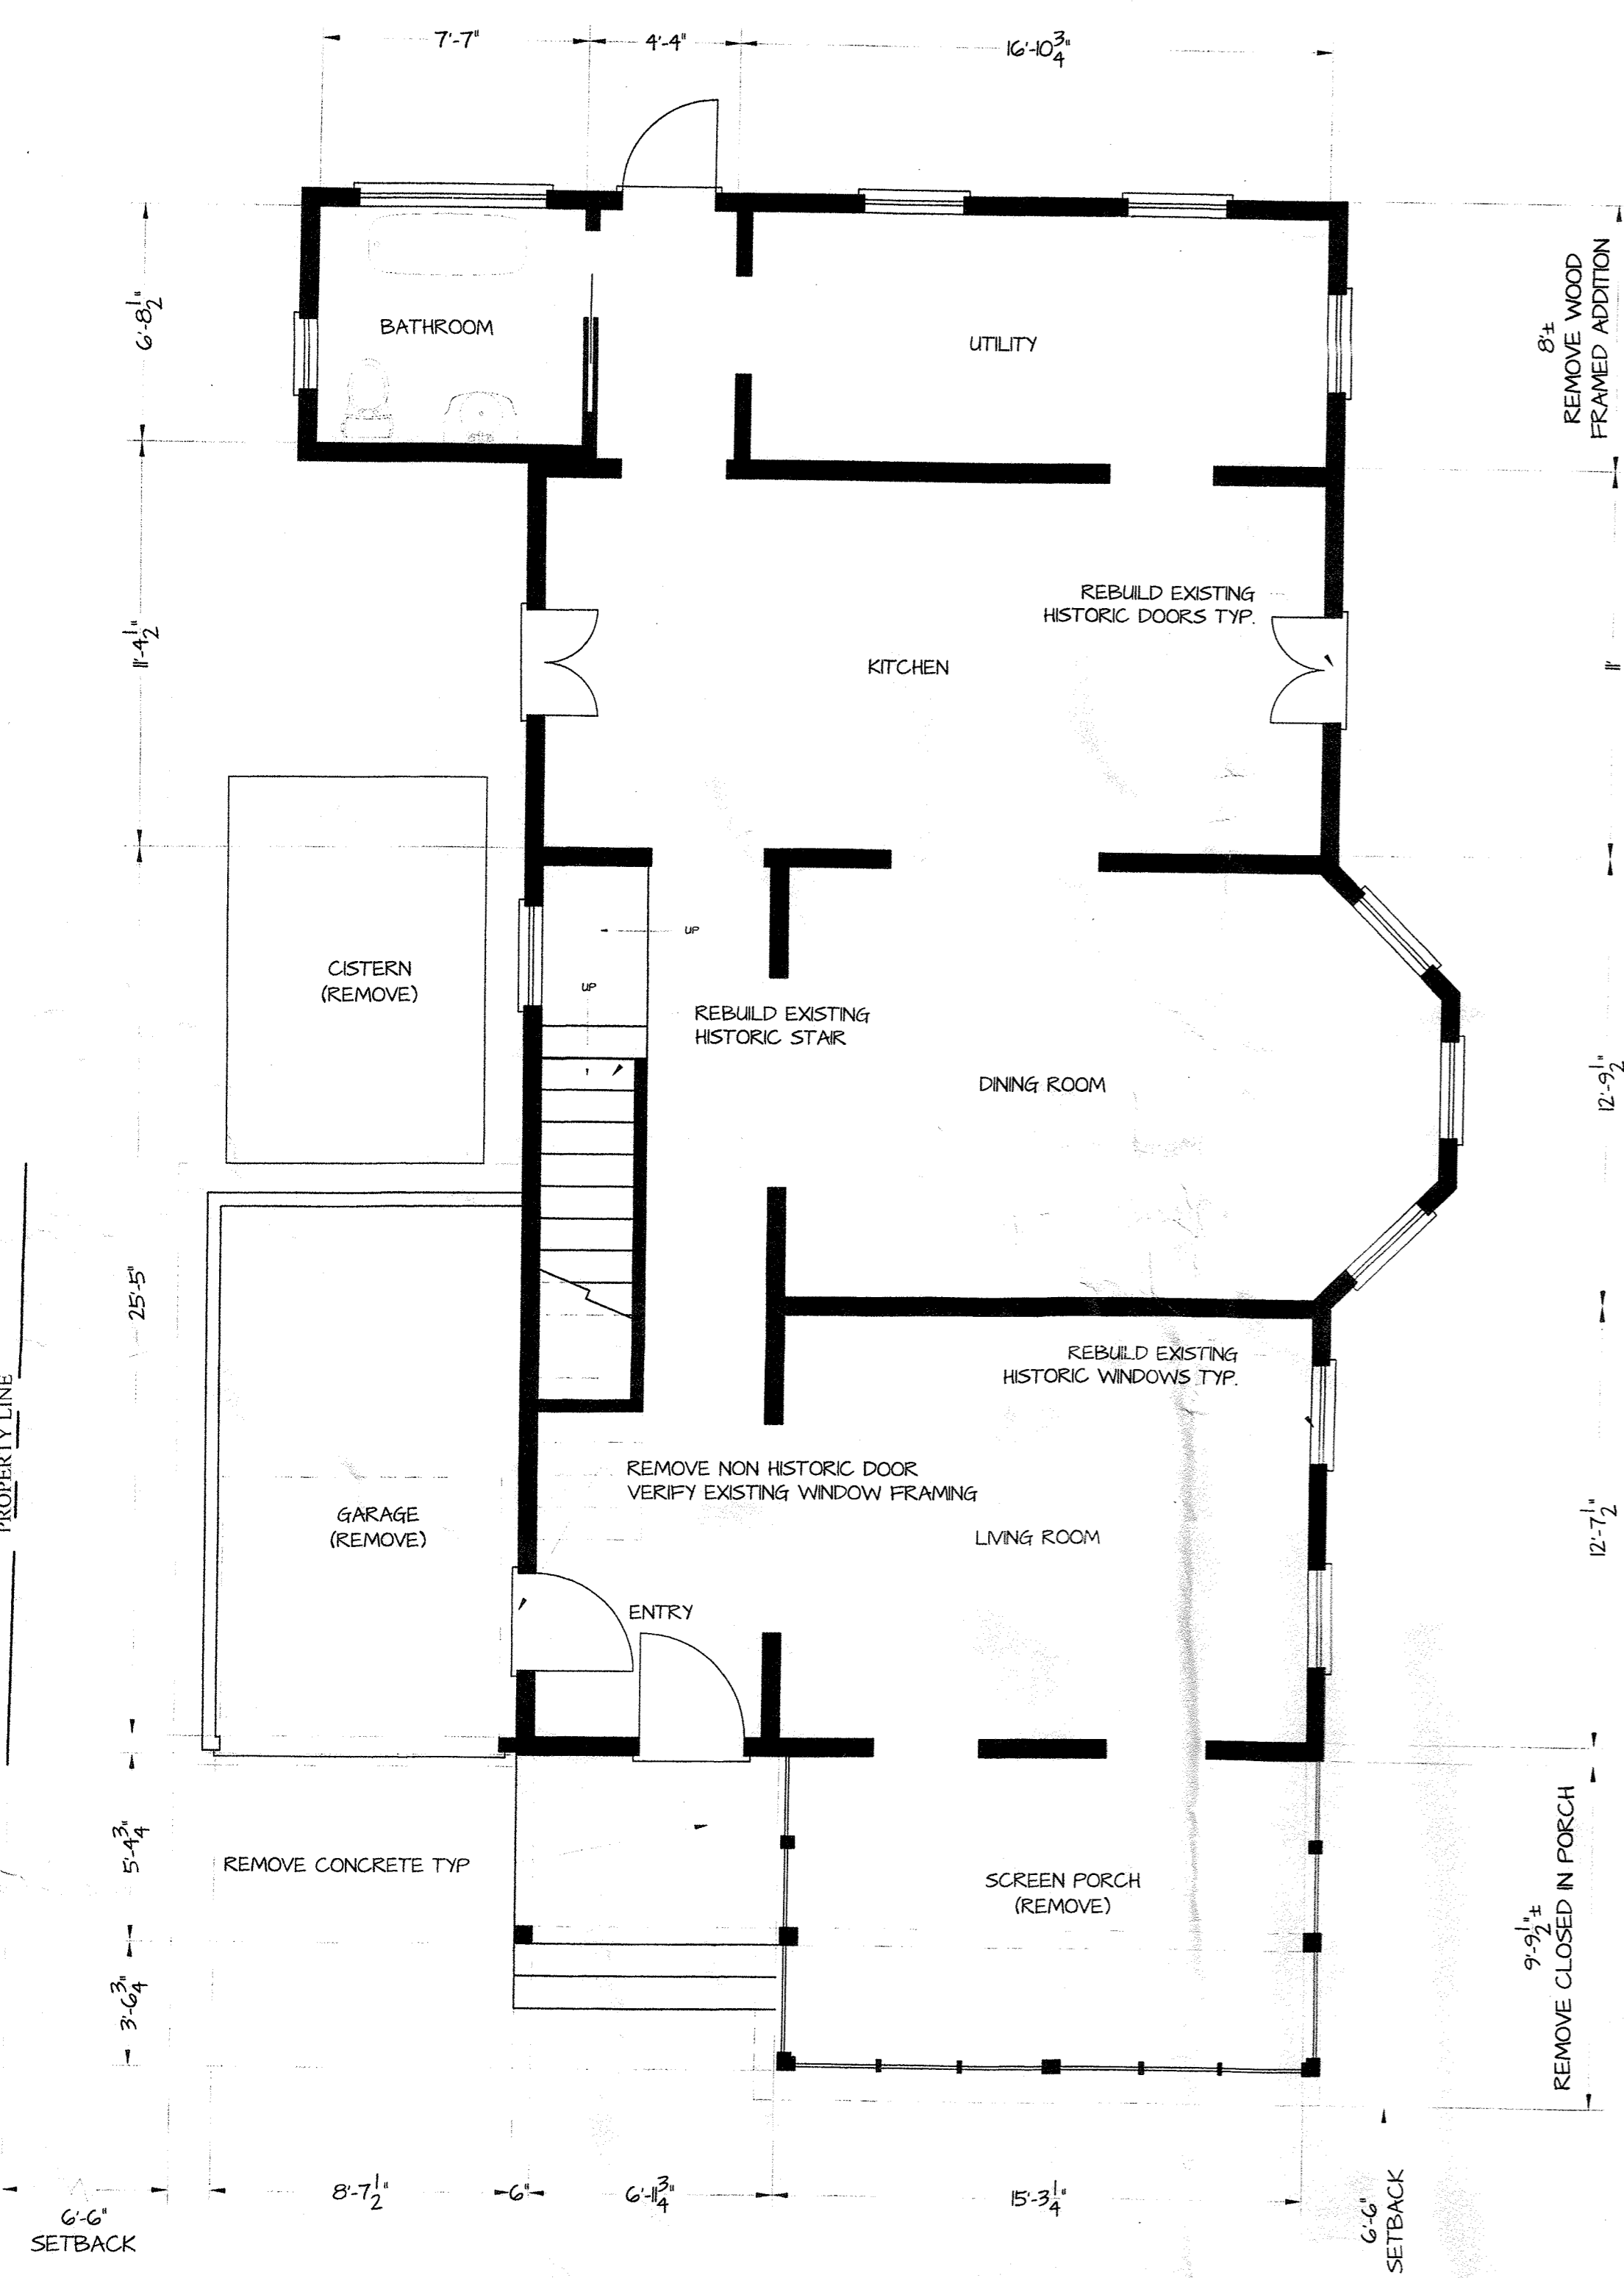 7'-7"
4'-4"
16'-10 3/4"
6'-8 1/2"
BATHROOM
UTILITY
8'±
REMOVE WOOD
FRAMED ADDITION
11'-4 1/2"
REBUILD EXISTING
HISTORIC DOORS TYP.
KITCHEN
11'
UP
UP
CISTERN
(REMOVE)
REBUILD EXISTING
HISTORIC STAIR
DINING ROOM
12'-9 1/2"
25'-5"
REBUILD EXISTING
HISTORIC WINDOWS TYP.
PROPERTY LINE
REMOVE NON HISTORIC DOOR
VERIFY EXISTING WINDOW FRAMING
GARAGE
(REMOVE)
LIVING ROOM
12'-7 1/2"
ENTRY
5'-4 3/4"
REMOVE CONCRETE TYP
SCREEN PORCH
(REMOVE)
9'-9 1/2"±
REMOVE CLOSED IN PORCH
3'-6 3/4"
8'-7 1/2"
6"
6'-11 3/4"
15'-3 1/4"
6'-6"
SETBACK
6'-6"
SETBACK